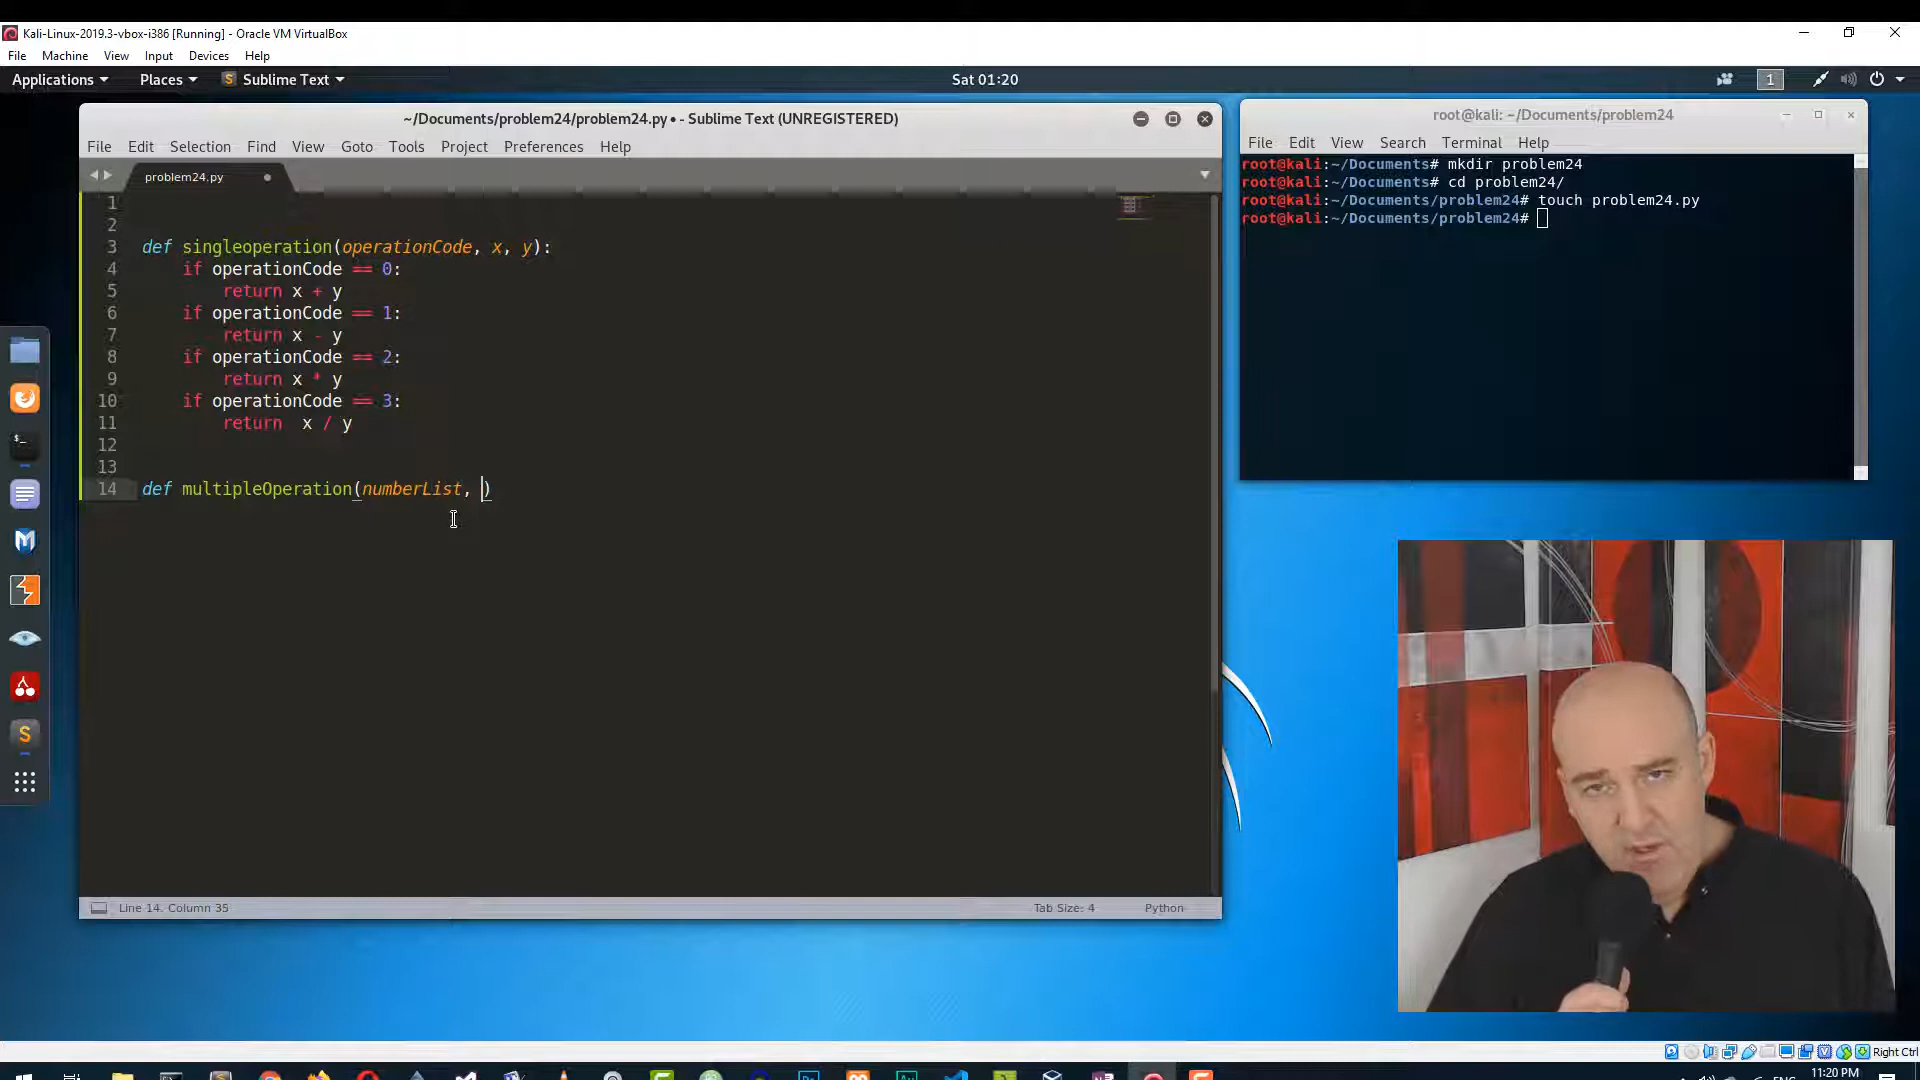 Kali-Linux-2019.3-vbox-i386 [Running] - Oracle VM VirtualBox
File Machine View Input Devices Help
Applications Places Sublime Text Sat 01:20 1
~/Documents/problem24/problem24.py • - Sublime Text (UNREGISTERED)
File Edit Selection Find View Goto Tools Project Preferences Help
problem24.py
1
2
3 def singleoperation(operationCode, x, y):
4 if operationCode == 0:
5 return x + y
6 if operationCode == 1:
7 return x - y
8 if operationCode == 2:
9 return x * y
10 if operationCode == 3:
11 return x / y
12
13
14 def multipleOperation(numberList, )
Line 14, Column 35 Tab Size: 4 Python
root@kali: ~/Documents/problem24
File Edit View Search Terminal Help
root@kali:~/Documents# mkdir problem24
root@kali:~/Documents# cd problem24/
root@kali:~/Documents/problem24# touch problem24.py
root@kali:~/Documents/problem24#
Right Ctrl
11:20 PM